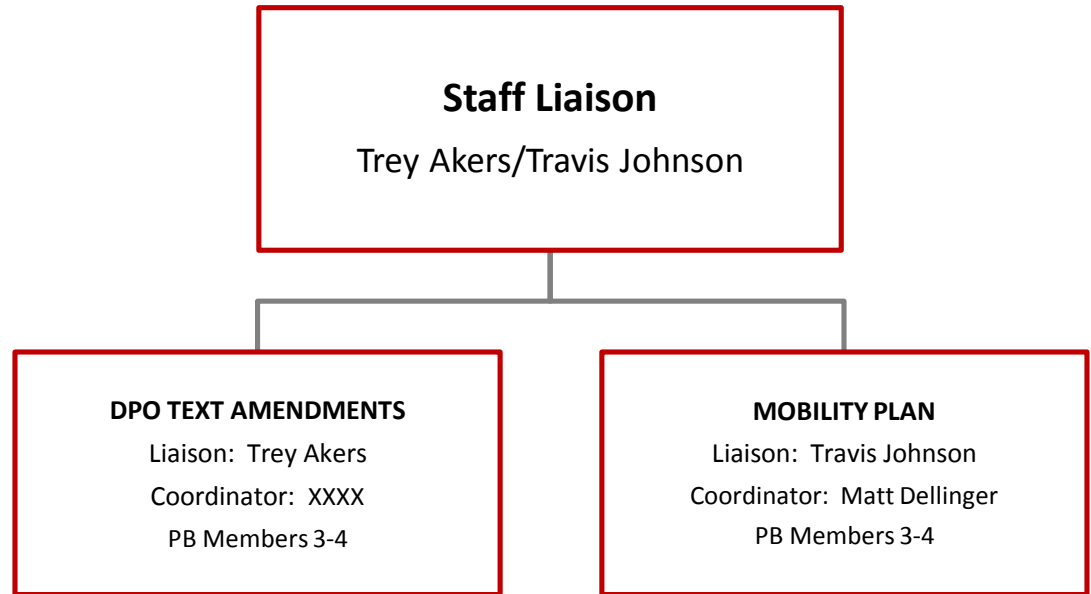 Staff Liaison
Trey Akers/Travis Johnson
DPO TEXT AMENDMENTS
Liaison:  Trey Akers
Coordinator:  XXXX
PB Members 3-4
MOBILITY PLAN
Liaison:  Travis Johnson
Coordinator:  Matt Dellinger
PB Members 3-4